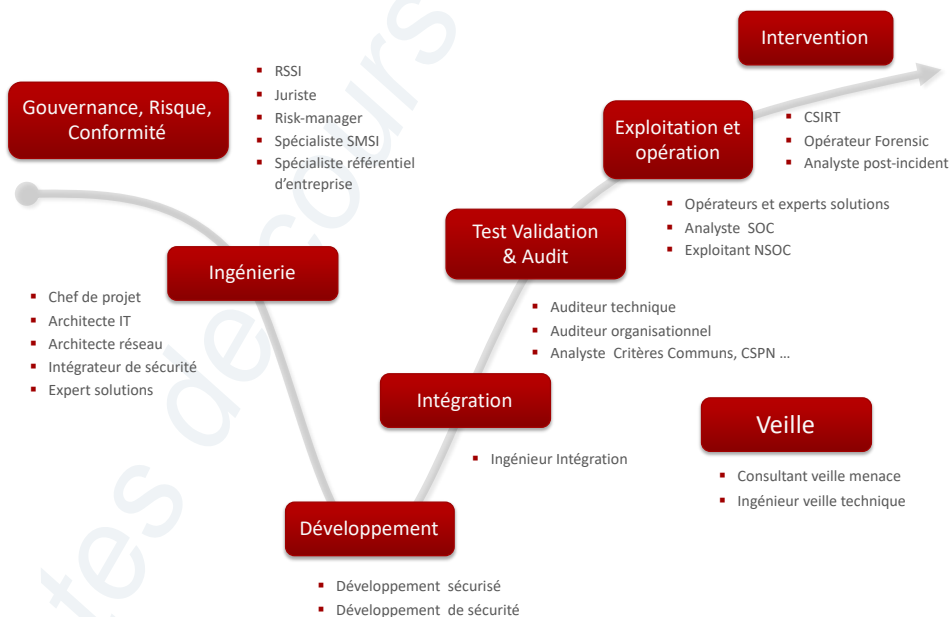 Intervention
Gouvernance, Risque,
Conformité
▪ RSSI
▪ Juriste
▪ Risk-manager
▪ Spécialiste SMSI
▪ Spécialiste référentiel
d'entreprise
Exploitation et
opération
▪ CSIRT
▪ Opérateur Forensic
▪ Analyste post-incident
▪ Opérateurs et experts solutions
▪ Analyste SOC
▪ Exploitant NSOC
Test Validation
& Audit
▪ Auditeur technique
▪ Auditeur organisationnel
▪ Analyste Critères Communs, CSPN ...
Ingénierie
▪ Chef de projet
▪ Architecte IT
▪ Architecte réseau
▪ Intégrateur de sécurité
▪ Expert solutions
Intégration
▪ Ingénieur Intégration
Veille
▪ Consultant veille menace
▪ Ingénieur veille technique
Développement
▪ Développement sécurisé
▪ Développement de sécurité
tes de cours